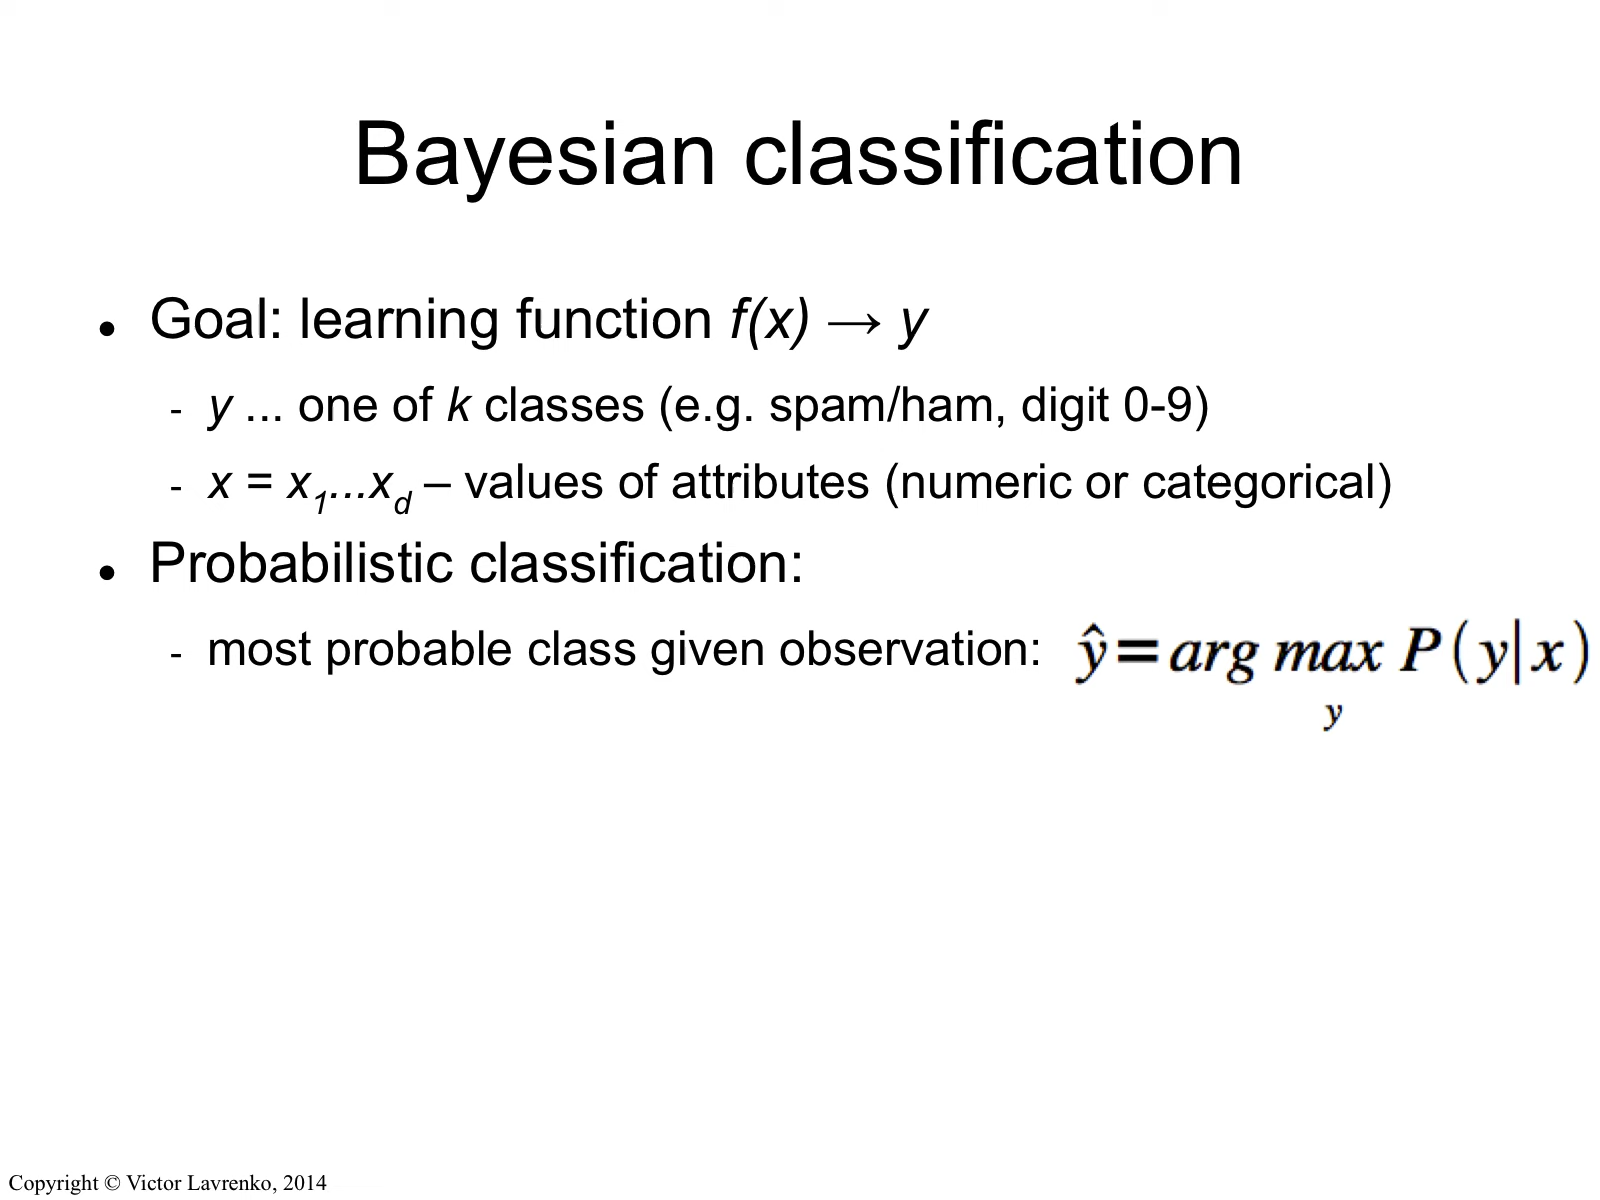 Bayesian classification
● Goal: learning function f(x) → y
- y ... one of k classes (e.g. spam/ham, digit 0-9)
- x = x₁...x_d – values of attributes (numeric or categorical)
● Probabilistic classification:
- most probable class given observation: ŷ = arg max P(y|x)
y
Copyright © Victor Lavrenko, 2014